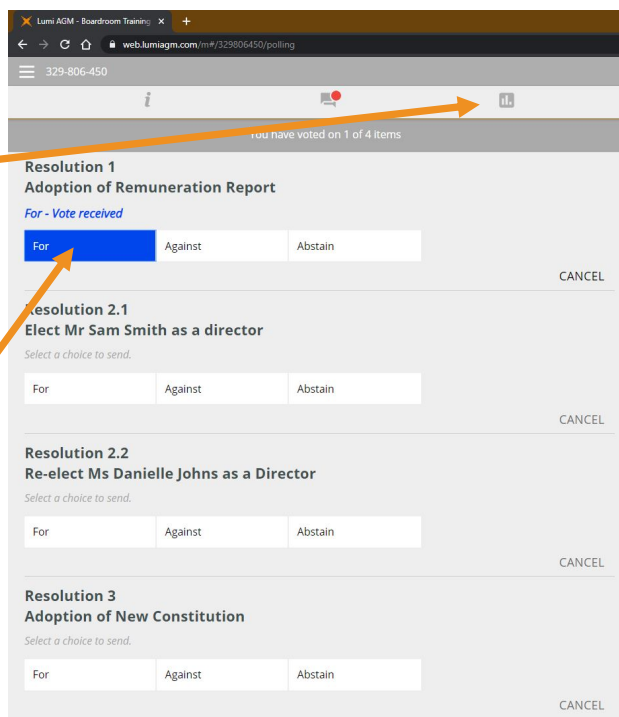 Lumi AGM - Boardroom Training
web.lumiagm.com/m#/329806450/polling
329-806-450
i
You have voted on 1 of 4 items
Resolution 1
Adoption of Remuneration Report
For - Vote received
For Against Abstain
CANCEL
Resolution 2.1
Elect Mr Sam Smith as a director
Select a choice to send.
For Against Abstain
CANCEL
Resolution 2.2
Re-elect Ms Danielle Johns as a Director
Select a choice to send.
For Against Abstain
CANCEL
Resolution 3
Adoption of New Constitution
Select a choice to send.
For Against Abstain
CANCEL